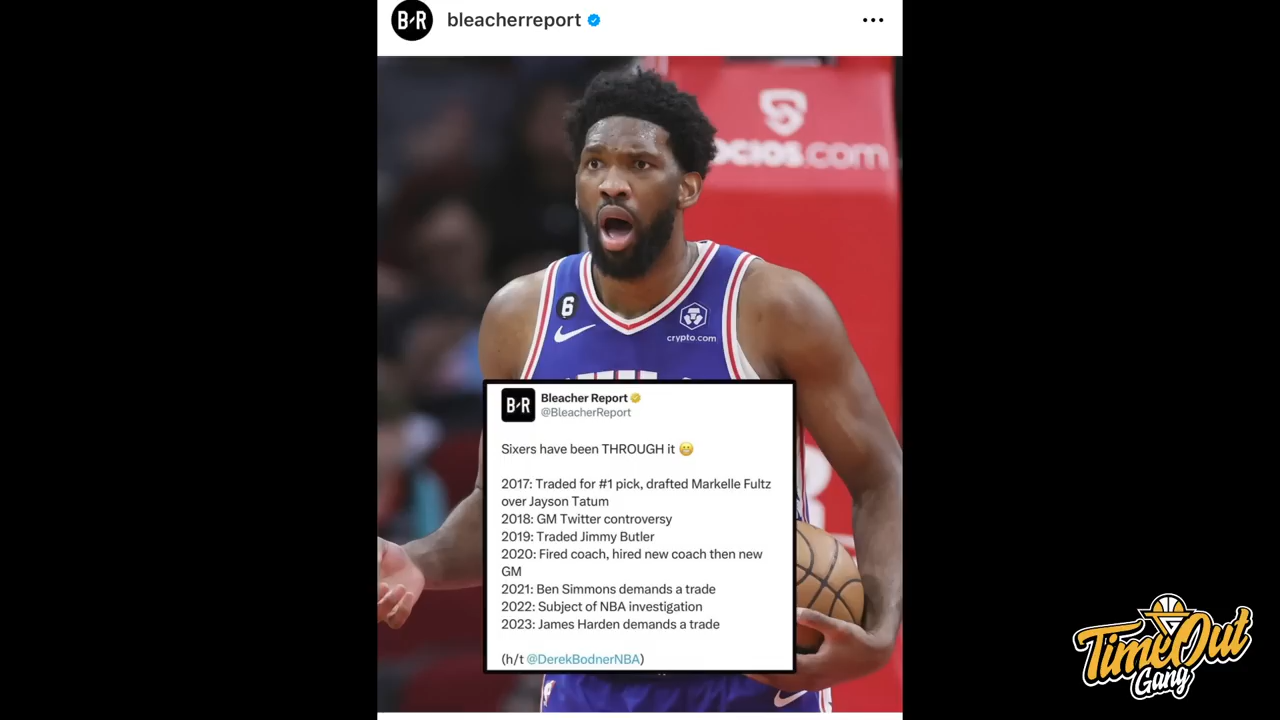 B/R bleacherreport
ocios.com
6
crypto.com
B/R Bleacher Report
@BleacherReport
Sixers have been THROUGH it 😁
2017: Traded for #1 pick, drafted Markelle Fultz
over Jayson Tatum
2018: GM Twitter controversy
2019: Traded Jimmy Butler
2020: Fired coach, hired new coach then new
GM
2021: Ben Simmons demands a trade
2022: Subject of NBA investigation
2023: James Harden demands a trade
(h/t @DerekBodnerNBA)
TimeOut
Gang